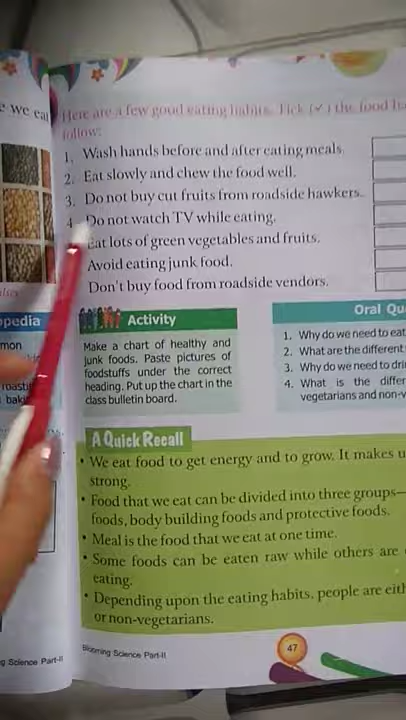 e we eat
Here are a few good eating habits. Tick (✓) the food ha
follow:
1. Wash hands before and after eating meals.
2. Eat slowly and chew the food well.
3. Do not buy cut fruits from roadside hawkers.
4. Do not watch TV while eating.
Eat lots of green vegetables and fruits.
Avoid eating junk food.
Don't buy food from roadside vendors.
pedia
mon
roasti
baki
Activity
Make a chart of healthy and
junk foods. Paste pictures of
foodstuffs under the correct
heading. Put up the chart in the
class bulletin board.
Oral Qu
1. Why do we need to eat
2. What are the different
3. Why do we need to dri
4. What is the differ
vegetarians and non-v
A Quick Recall
• We eat food to get energy and to grow. It makes u
strong.
• Food that we eat can be divided into three groups—
foods, body building foods and protective foods.
• Meal is the food that we eat at one time.
• Some foods can be eaten raw while others are
eating.
• Depending upon the eating habits, people are eith
or non-vegetarians.
g Science Part-II
Blooming Science Part-II
47